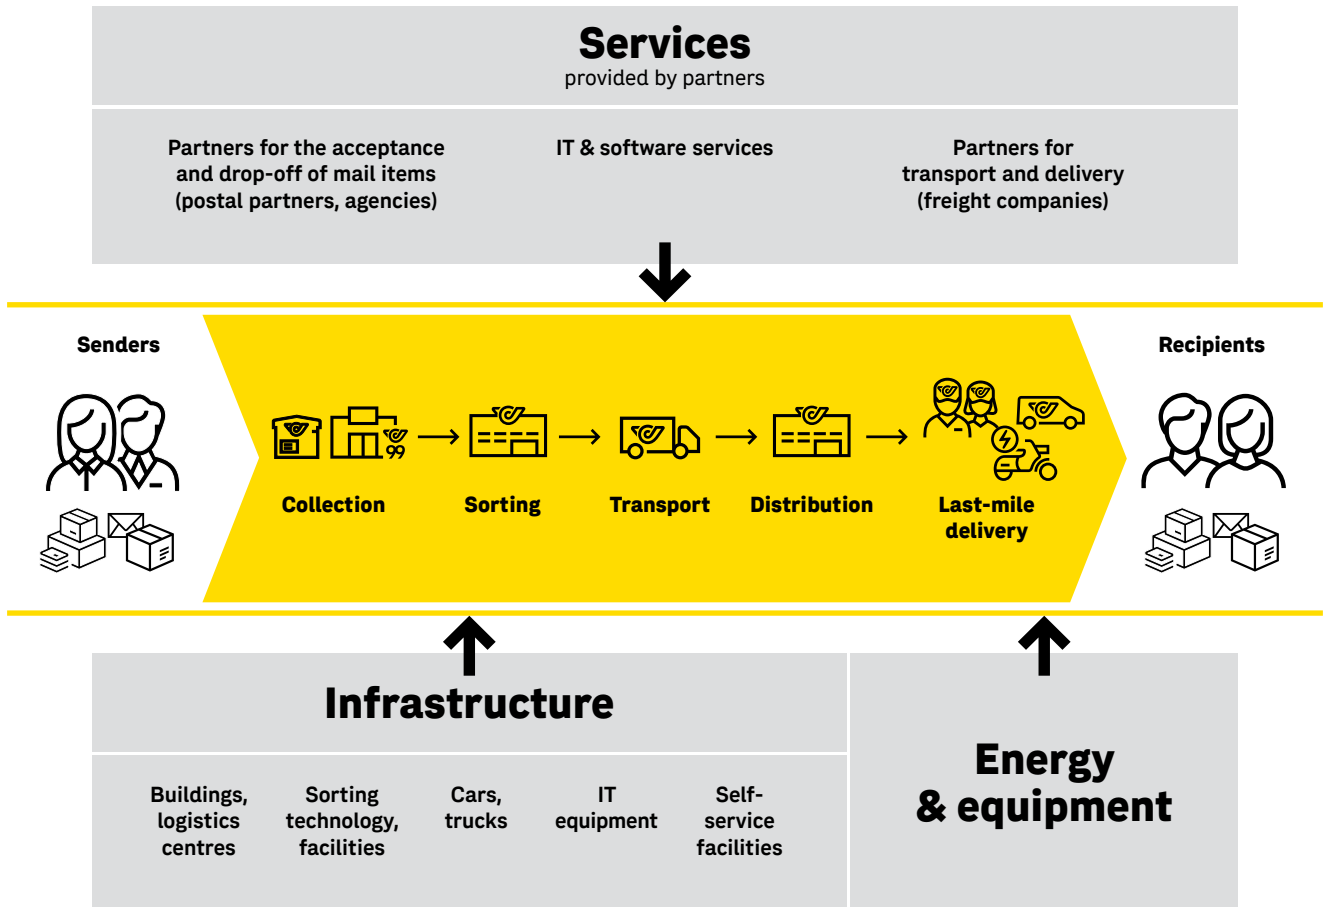 Services
provided by partners
Partners for the acceptance
and drop-off of mail items
(postal partners, agencies)
IT & software services
Partners for
transport and delivery
(freight companies)
Senders
Recipients
99
Collection
Sorting
Transport
Distribution
Last-mile
delivery
Infrastructure
Buildings,
logistics
centres
Sorting
technology,
facilities
Cars,
trucks
IT
equipment
Self-
service
facilities
Energy
& equipment